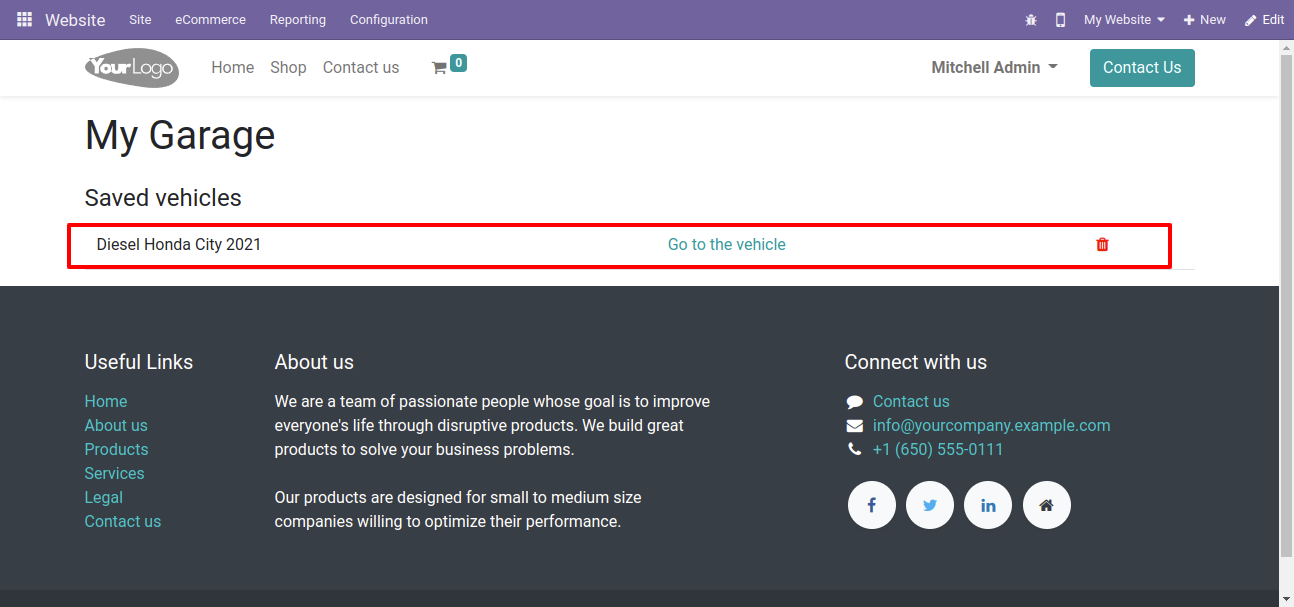 Website Site eCommerce Reporting Configuration My Website New Edit
YourLogo Home Shop Contact us 0 Mitchell Admin Contact Us
My Garage
Saved vehicles
Diesel Honda City 2021 Go to the vehicle
Useful Links
Home
About us
Products
Services
Legal
Contact us
About us
We are a team of passionate people whose goal is to improve
everyone's life through disruptive products. We build great
products to solve your business problems.
Our products are designed for small to medium size
companies willing to optimize their performance.
Connect with us
Contact us
info@yourcompany.example.com
+1 (650) 555-0111